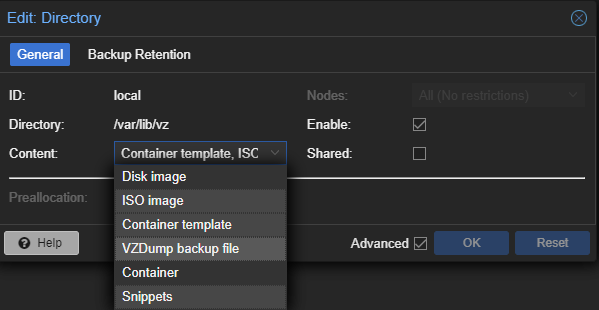 Edit: Directory
General Backup Retention
ID: local Nodes: All (No restrictions)
Directory: /var/lib/vz Enable:
Content: Container template, ISO Shared:
Disk image
ISO image
Preallocation:
Container template
VZDump backup file
Help Advanced OK Reset
Container
Snippets